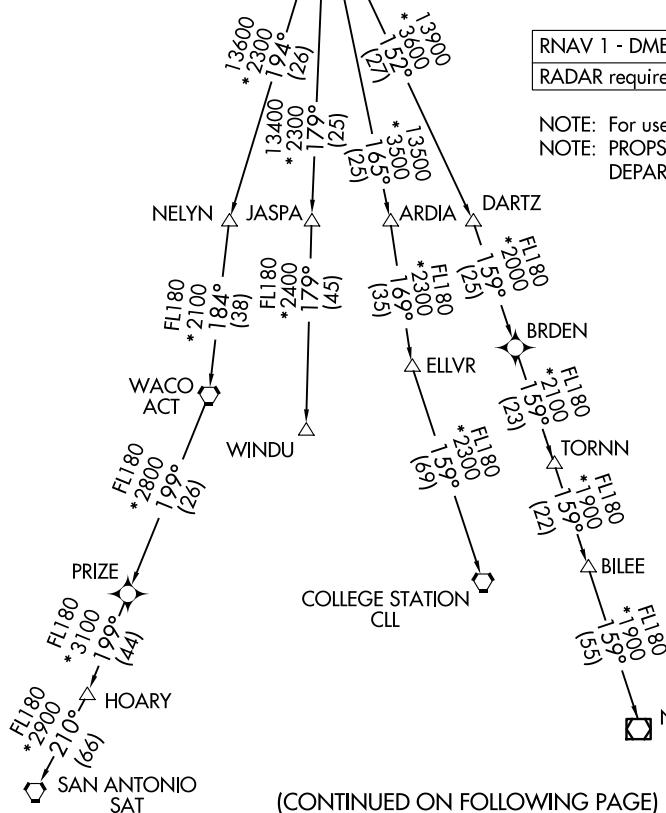 13600
*2300
194°
(26)
13400
*2300
179°
(25)
13500
*3500
165°
(25)
13900
*3600
152°
(27)
RNAV 1 - DME
RADAR require
NOTE: For use
NOTE: PROPS
DEPAR
NELYN
JASPA
ARDIA
DARTZ
FL180
*2100
184°
(38)
FL180
*2400
179°
(45)
FL180
*2300
169°
(35)
FL180
*2000
159°
(25)
BRDEN
ELLVR
WACO
ACT
WINDU
FL180
*2100
159°
(23)
TORNN
FL180
*2800
199°
(26)
FL180
*2300
159°
(69)
FL180
*1900
159°
(22)
BILEE
PRIZE
COLLEGE STATION
CLL
FL180
*3100
199°
(44)
FL180
*1900
159°
(55)
HOARY
FL180
*2900
210°
(66)
N
SAN ANTONIO
SAT
(CONTINUED ON FOLLOWING PAGE)